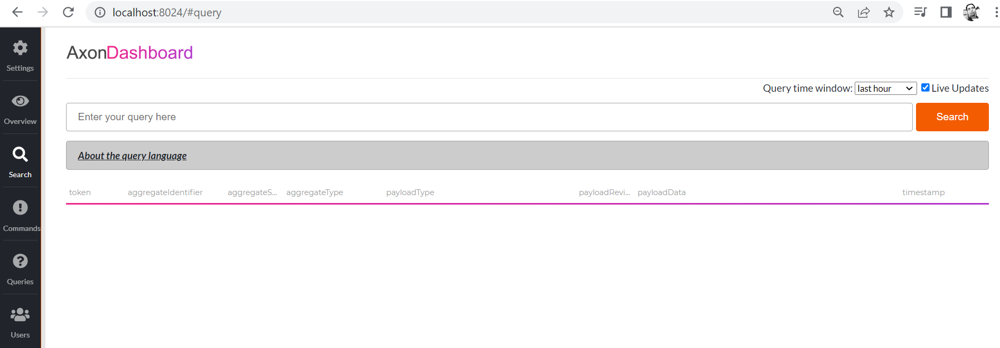 localhost:8024/#query
Settings
Overview
Search
Commands
Queries
Users
AxonDashboard
Query time window: last hour Live Updates
Enter your query here Search
About the query language
token aggregateIdentifier aggregateS... aggregateType payloadType payloadRevi... payloadData timestamp